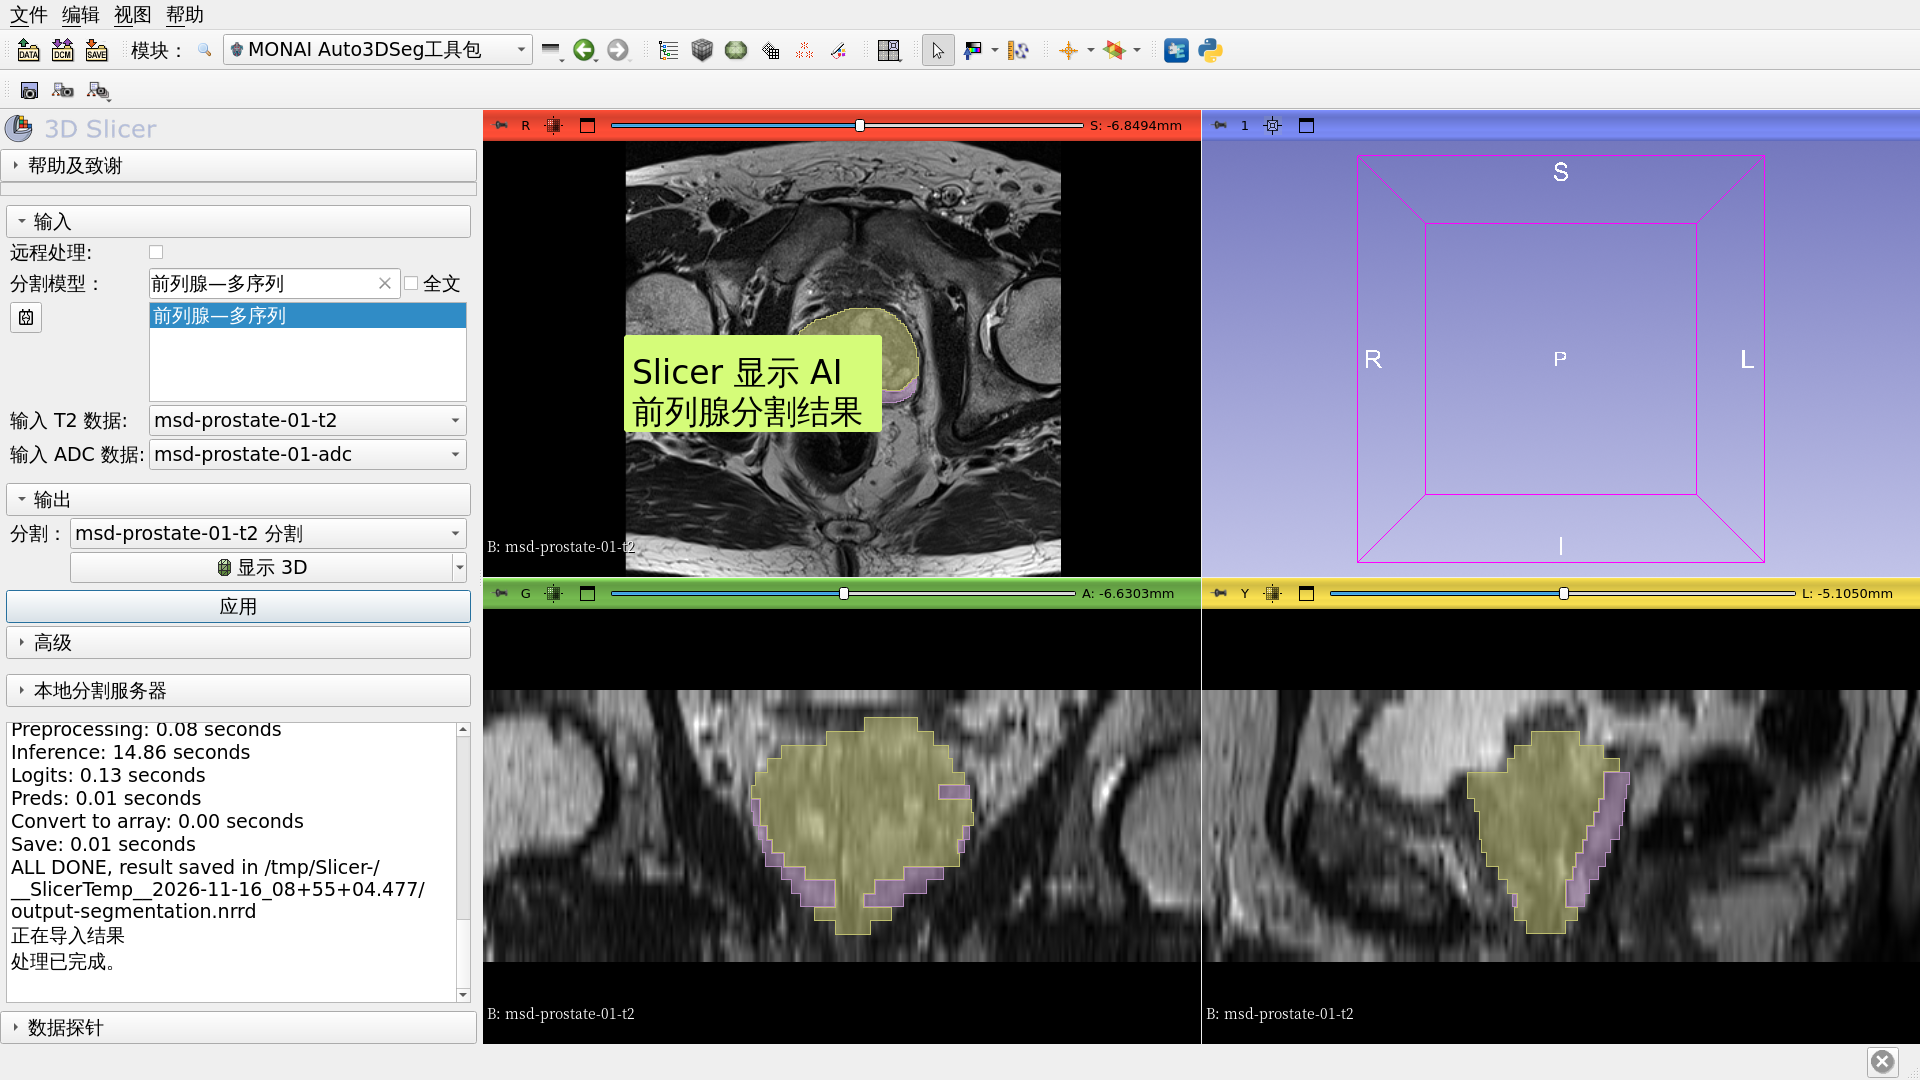 文件 编辑 视图 帮助
DATA DCM SAVE 模块： MONAI Auto3DSeg工具包
3D Slicer
帮助及致谢
输入
远程处理:
分割模型： 前列腺—多序列 全文
前列腺—多序列
输入 T2 数据: msd-prostate-01-t2
输入 ADC 数据: msd-prostate-01-adc
输出
分割： msd-prostate-01-t2 分割
显示 3D
应用
高级
本地分割服务器
Preprocessing: 0.08 seconds
Inference: 14.86 seconds
Logits: 0.13 seconds
Preds: 0.01 seconds
Convert to array: 0.00 seconds
Save: 0.01 seconds
ALL DONE, result saved in /tmp/Slicer-/
__SlicerTemp__2026-11-16_08+55+04.477/
output-segmentation.nrrd
正在导入结果
处理已完成。
数据探针
R S: -6.8494mm
Slicer 显示 AI
前列腺分割结果
B: msd-prostate-01-t2
1
S
R P L
I
G A: -6.6303mm
B: msd-prostate-01-t2
Y L: -5.1050mm
B: msd-prostate-01-t2